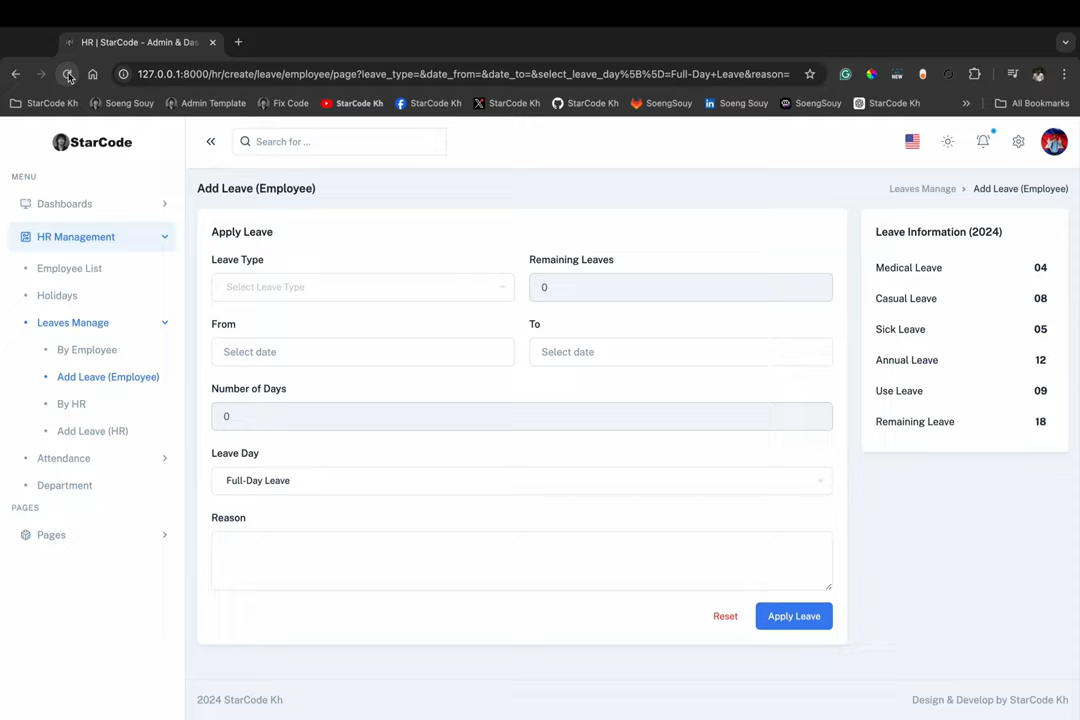 HR | StarCode - Admin & Das
127.0.0.1:8000/hr/create/leave/employee/page?leave_type=&date_from=&date_to=&select_leave_day%5B%5D=Full-Day+Leave&reason=
NEW
StarCode Kh
Soeng Souy
Admin Template
Fix Code
StarCode Kh
StarCode Kh
StarCode Kh
StarCode Kh
SoengSouy
Soeng Souy
SoengSouy
StarCode Kh
All Bookmarks
StarCode
Search for ...
MENU
Dashboards
HR Management
Employee List
Holidays
Leaves Manage
By Employee
Add Leave (Employee)
By HR
Add Leave (HR)
Attendance
Department
PAGES
Pages
Add Leave (Employee)
Leaves Manage
Add Leave (Employee)
Apply Leave
Leave Type
Remaining Leaves
Select Leave Type
0
From
To
Select date
Select date
Number of Days
0
Leave Day
Full-Day Leave
Reason
Reset
Apply Leave
Leave Information (2024)
Medical Leave 04
Casual Leave 08
Sick Leave 05
Annual Leave 12
Use Leave 09
Remaining Leave 18
2024 StarCode Kh
Design & Develop by StarCode Kh